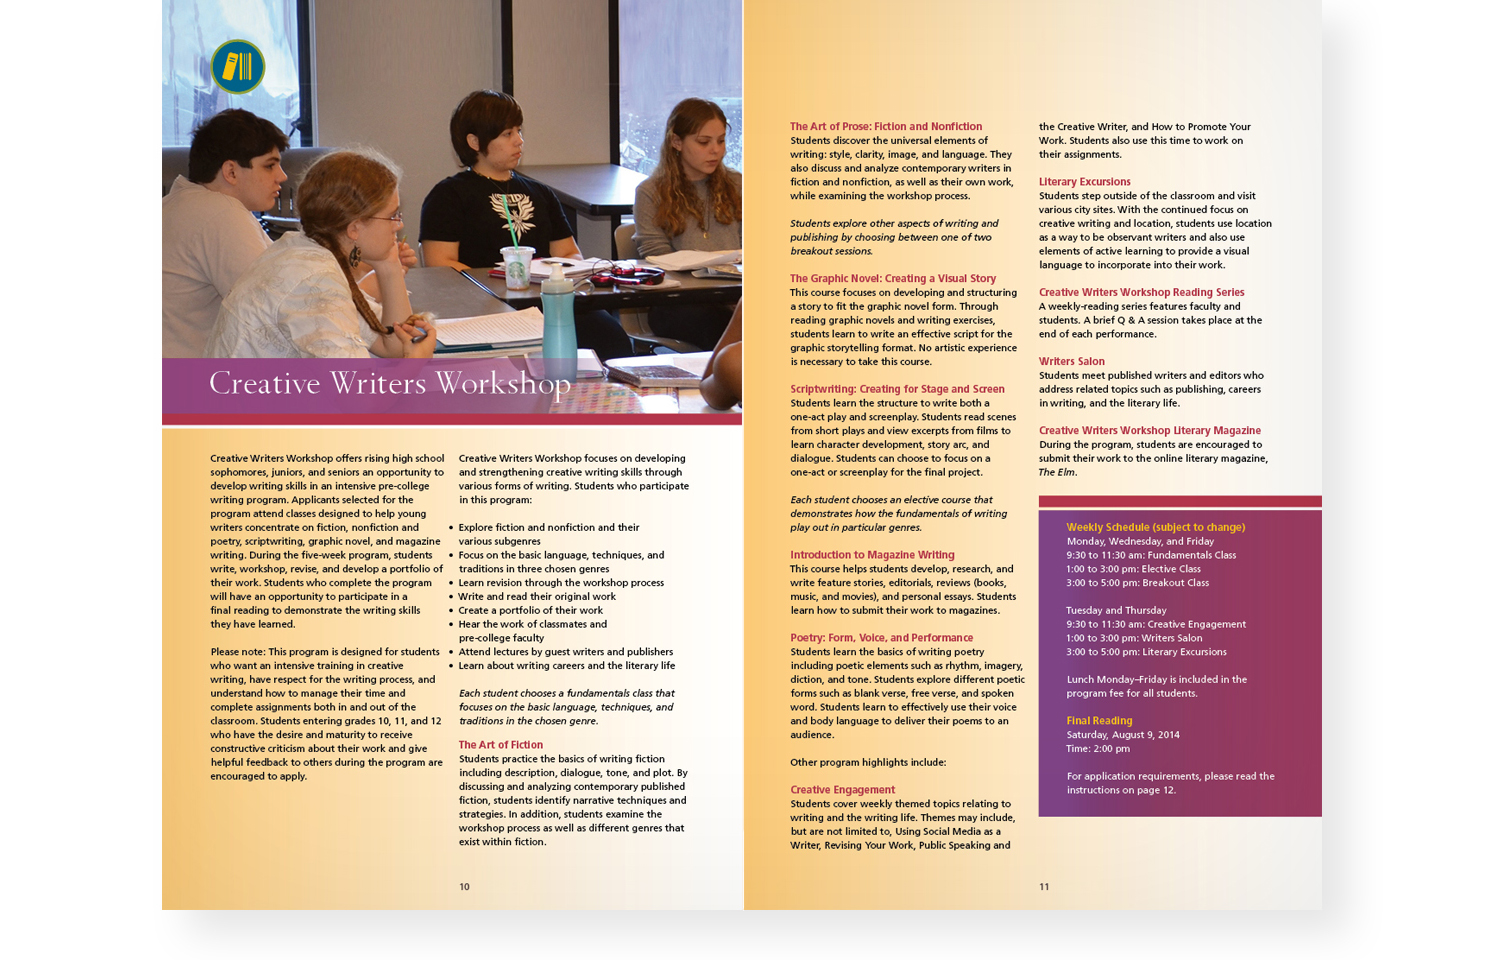 Creative Writers Workshop
Creative Writers Workshop offers rising high school
sophomores, juniors, and seniors an opportunity to
develop writing skills in an intensive pre-college
writing program. Applicants selected for the
program attend classes designed to help young
writers concentrate on fiction, nonfiction and
poetry, scriptwriting, graphic novel, and magazine
writing. During the five-week program, students
write, workshop, revise, and develop a portfolio of
their work. Students who complete the program
will have an opportunity to participate in a
final reading to demonstrate the writing skills
they have learned.
Please note: This program is designed for students
who want an intensive training in creative
writing, have respect for the writing process, and
understand how to manage their time and
complete assignments both in and out of the
classroom. Students entering grades 10, 11, and 12
who have the desire and maturity to receive
constructive criticism about their work and give
helpful feedback to others during the program are
encouraged to apply.
Creative Writers Workshop focuses on developing
and strengthening creative writing skills through
various forms of writing. Students who participate
in this program:
• Explore fiction and nonfiction and their
various subgenres
• Focus on the basic language, techniques, and
traditions in three chosen genres
• Learn revision through the workshop process
• Write and read their original work
• Create a portfolio of their work
• Hear the work of classmates and
pre-college faculty
• Attend lectures by guest writers and publishers
• Learn about writing careers and the literary life
Each student chooses a fundamentals class that
focuses on the basic language, techniques, and
traditions in the chosen genre.
The Art of Fiction
Students practice the basics of writing fiction
including description, dialogue, tone, and plot. By
discussing and analyzing contemporary published
fiction, students identify narrative techniques and
strategies. In addition, students examine the
workshop process as well as different genres that
exist within fiction.
10
The Art of Prose: Fiction and Nonfiction
Students discover the universal elements of
writing: style, clarity, image, and language. They
also discuss and analyze contemporary writers in
fiction and nonfiction, as well as their own work,
while examining the workshop process.
Students explore other aspects of writing and
publishing by choosing between one of two
breakout sessions.
The Graphic Novel: Creating a Visual Story
This course focuses on developing and structuring
a story to fit the graphic novel form. Through
reading graphic novels and writing exercises,
students learn to write an effective script for the
graphic storytelling format. No artistic experience
is necessary to take this course.
Scriptwriting: Creating for Stage and Screen
Students learn the structure to write both a
one-act play and screenplay. Students read scenes
from short plays and view excerpts from films to
learn character development, story arc, and
dialogue. Students can choose to focus on a
one-act or screenplay for the final project.
Each student chooses an elective course that
demonstrates how the fundamentals of writing
play out in particular genres.
Introduction to Magazine Writing
This course helps students develop, research, and
write feature stories, editorials, reviews (books,
music, and movies), and personal essays. Students
learn how to submit their work to magazines.
Poetry: Form, Voice, and Performance
Students learn the basics of writing poetry
including poetic elements such as rhythm, imagery,
diction, and tone. Students explore different poetic
forms such as blank verse, free verse, and spoken
word. Students learn to effectively use their voice
and body language to deliver their poems to an
audience.
Other program highlights include:
Creative Engagement
Students cover weekly themed topics relating to
writing and the writing life. Themes may include,
but are not limited to, Using Social Media as a
Writer, Revising Your Work, Public Speaking and
the Creative Writer, and How to Promote Your
Work. Students also use this time to work on
their assignments.
Literary Excursions
Students step outside of the classroom and visit
various city sites. With the continued focus on
creative writing and location, students use location
as a way to be observant writers and also use
elements of active learning to provide a visual
language to incorporate into their work.
Creative Writers Workshop Reading Series
A weekly-reading series features faculty and
students. A brief Q & A session takes place at the
end of each performance.
Writers Salon
Students meet published writers and editors who
address related topics such as publishing, careers
in writing, and the literary life.
Creative Writers Workshop Literary Magazine
During the program, students are encouraged to
submit their work to the online literary magazine,
The Elm.
Weekly Schedule (subject to change)
Monday, Wednesday, and Friday
9:30 to 11:30 am: Fundamentals Class
1:00 to 3:00 pm: Elective Class
3:00 to 5:00 pm: Breakout Class
Tuesday and Thursday
9:30 to 11:30 am: Creative Engagement
1:00 to 3:00 pm: Writers Salon
3:00 to 5:00 pm: Literary Excursions
Lunch Monday–Friday is included in the
program fee for all students.
Final Reading
Saturday, August 9, 2014
Time: 2:00 pm
For application requirements, please read the
instructions on page 12.
11